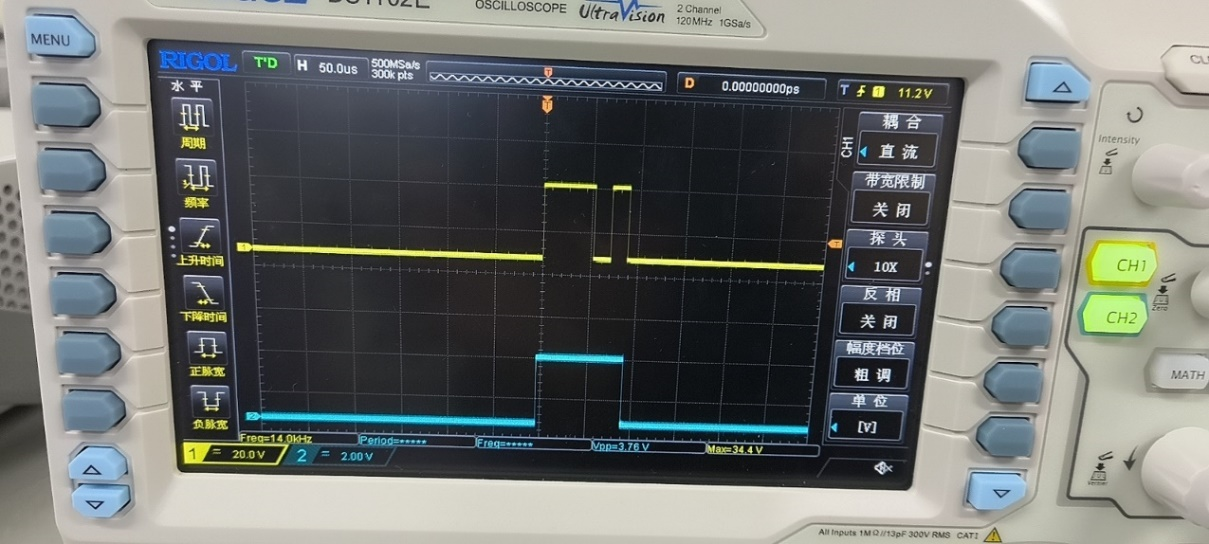 OSCILLOSCOPE
UltraVision
2 Channel
120MHz 1GSa/s
MENU
RIGOL
T'D
H 50.0us
500MSa/s
300k pts
D 0.00000000ps
T 1 11.2V
水平
周期
频率
上升时间
下降时间
正脉宽
负脉宽
CH1
耦合
直流
带宽限制
关闭
探头
10X
反相
关闭
幅度档位
粗调
单位
[V]
Freq=14.0kHz
Period=*****
Freq=*****
Vpp=3.76 V
Max=34.4 V
1 = 20.0 V
2 = 2.00 V
Intensity
CH1
CH2
Zero
MATH
Vernier
All Inputs 1MΩ//13pF 300V RMS CAT I